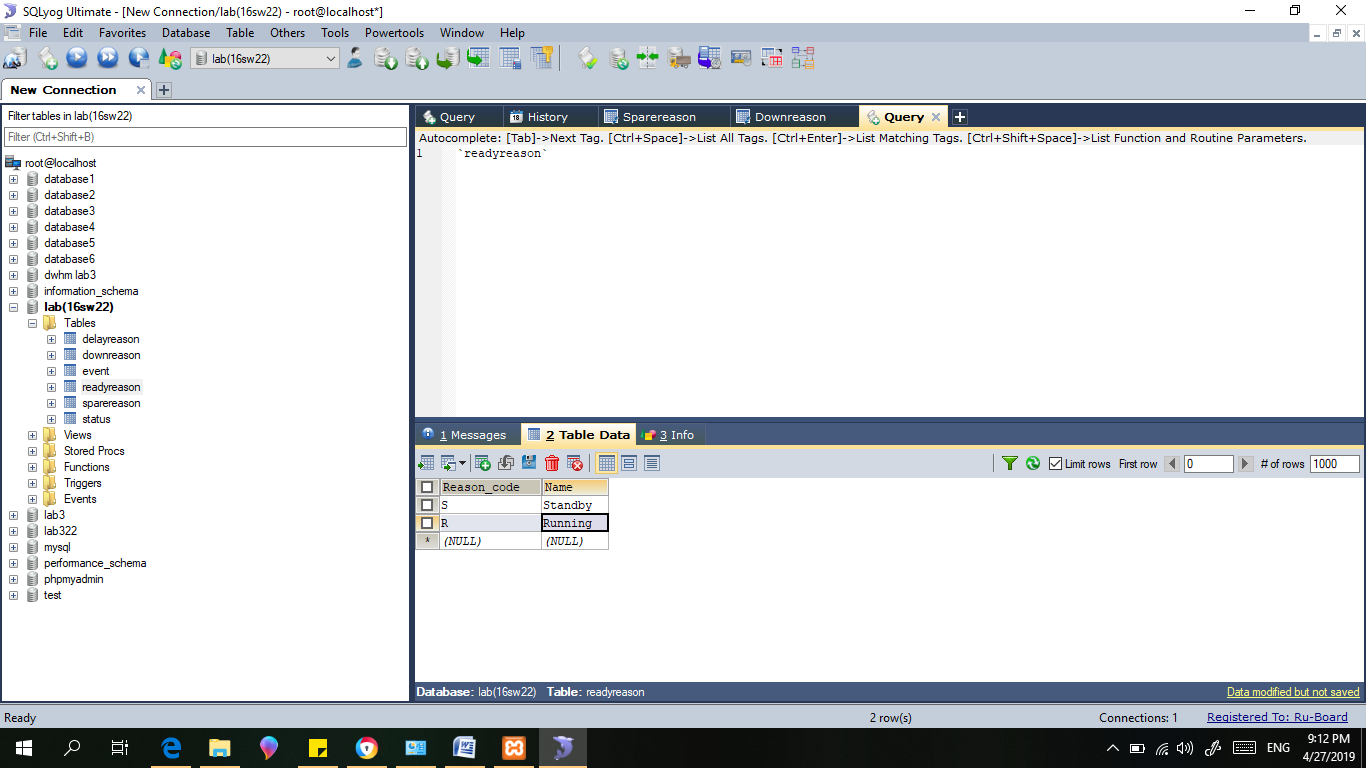 SQLyog Ultimate - [New Connection/lab(16sw22) - root@localhost*]
File Edit Favorites Database Table Others Tools Powertools Window Help
lab(16sw22)
New Connection
Filter tables in lab(16sw22)
Filter (Ctrl+Shift+B)
root@localhost
database1
database2
database3
database4
database5
database6
dwhm lab3
information_schema
lab(16sw22)
Tables
delayreason
downreason
event
readyreason
sparereason
status
Views
Stored Procs
Functions
Triggers
Events
lab3
lab322
mysql
performance_schema
phpmyadmin
test
Query History Sparereason Downreason Query
Autocomplete: [Tab]->Next Tag. [Ctrl+Space]->List All Tags. [Ctrl+Enter]->List Matching Tags. [Ctrl+Shift+Space]->List Function and Routine Parameters.
1 `readyreason`
1 Messages 2 Table Data 3 Info
Limit rows First row 0 # of rows 1000
Reason_code Name
S Standby
R Running
* (NULL) (NULL)
Database: lab(16sw22) Table: readyreason Data modified but not saved
Ready 2 row(s) Connections: 1 Registered To: Ru-Board
ENG 9:12 PM
4/27/2019